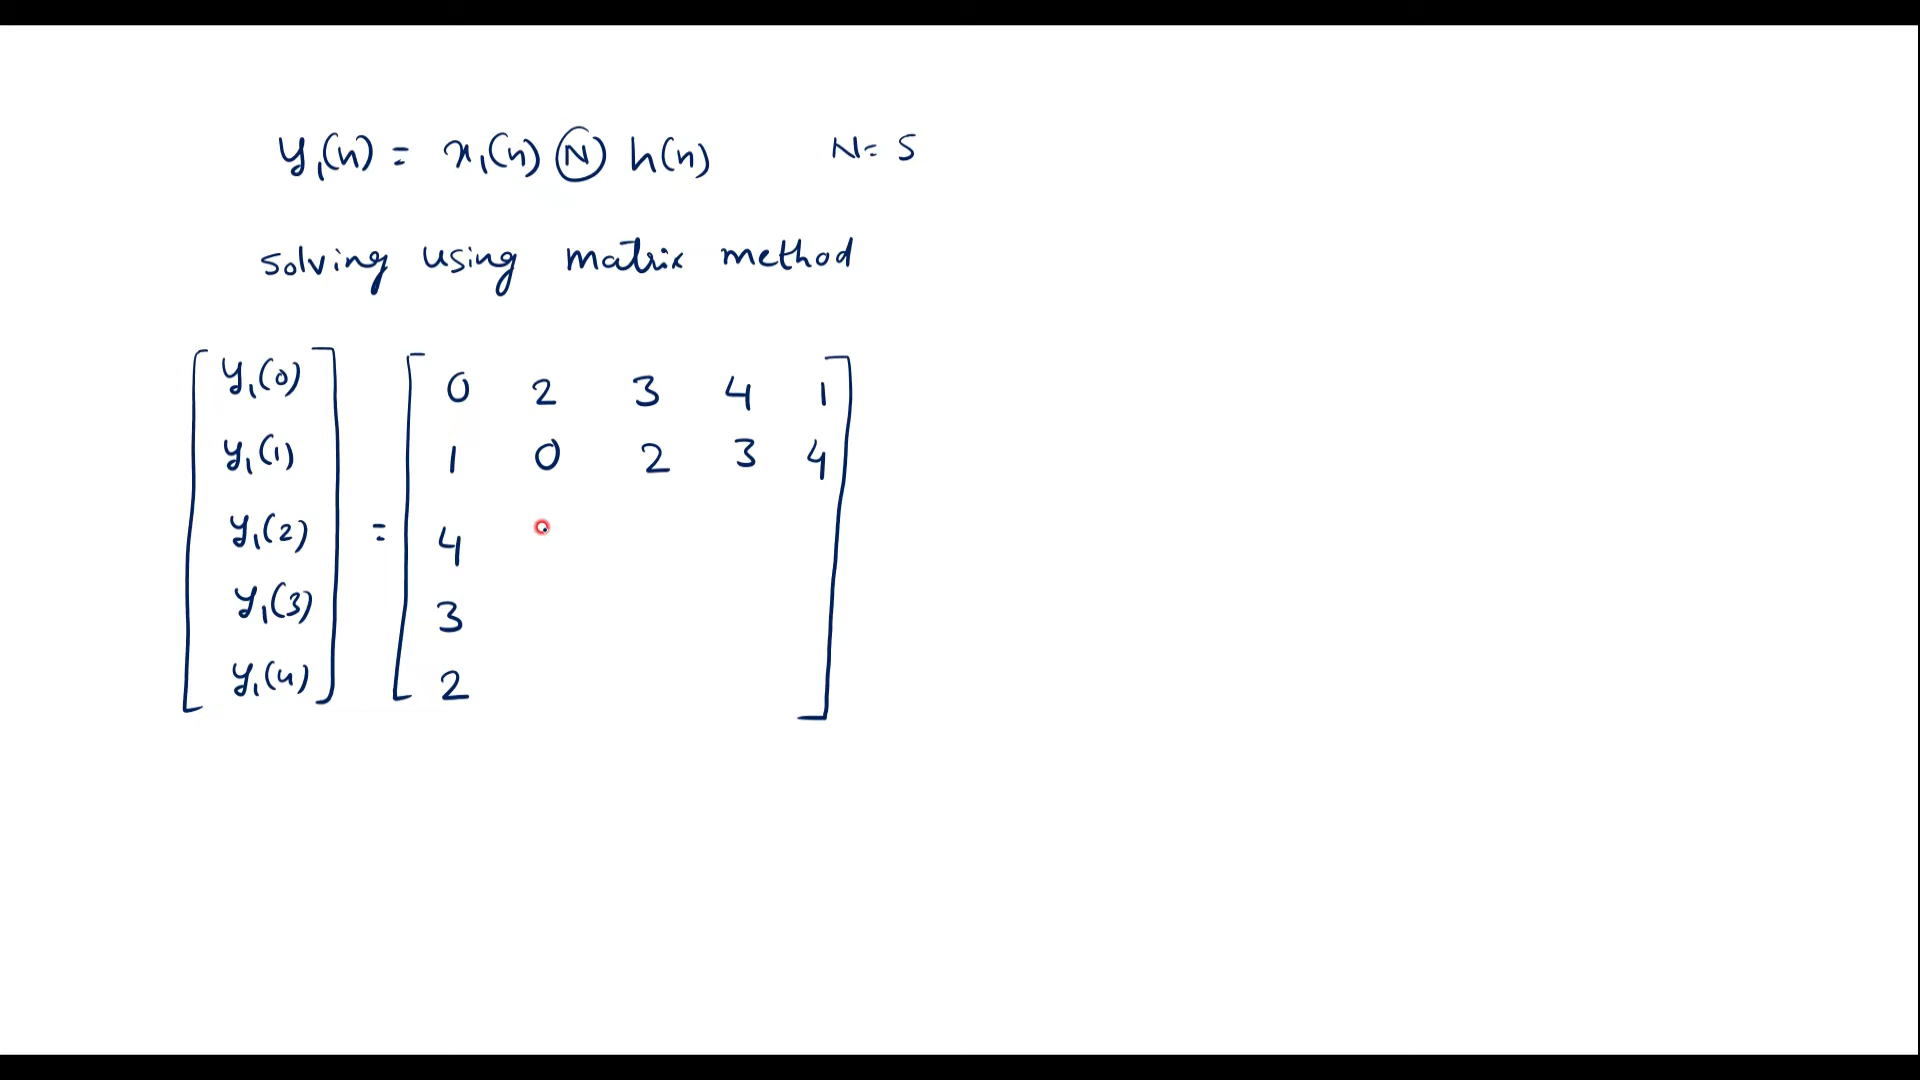 y₁(n) = x₁(n) Ⓝ h(n) N= 5
solving using matrix method
[ y₁(0) ] [ 0 2 3 4 1 ]
y₁(1) 1 0 2 3 4
y₁(2) = 4
y₁(3) 3
y₁(4) 2